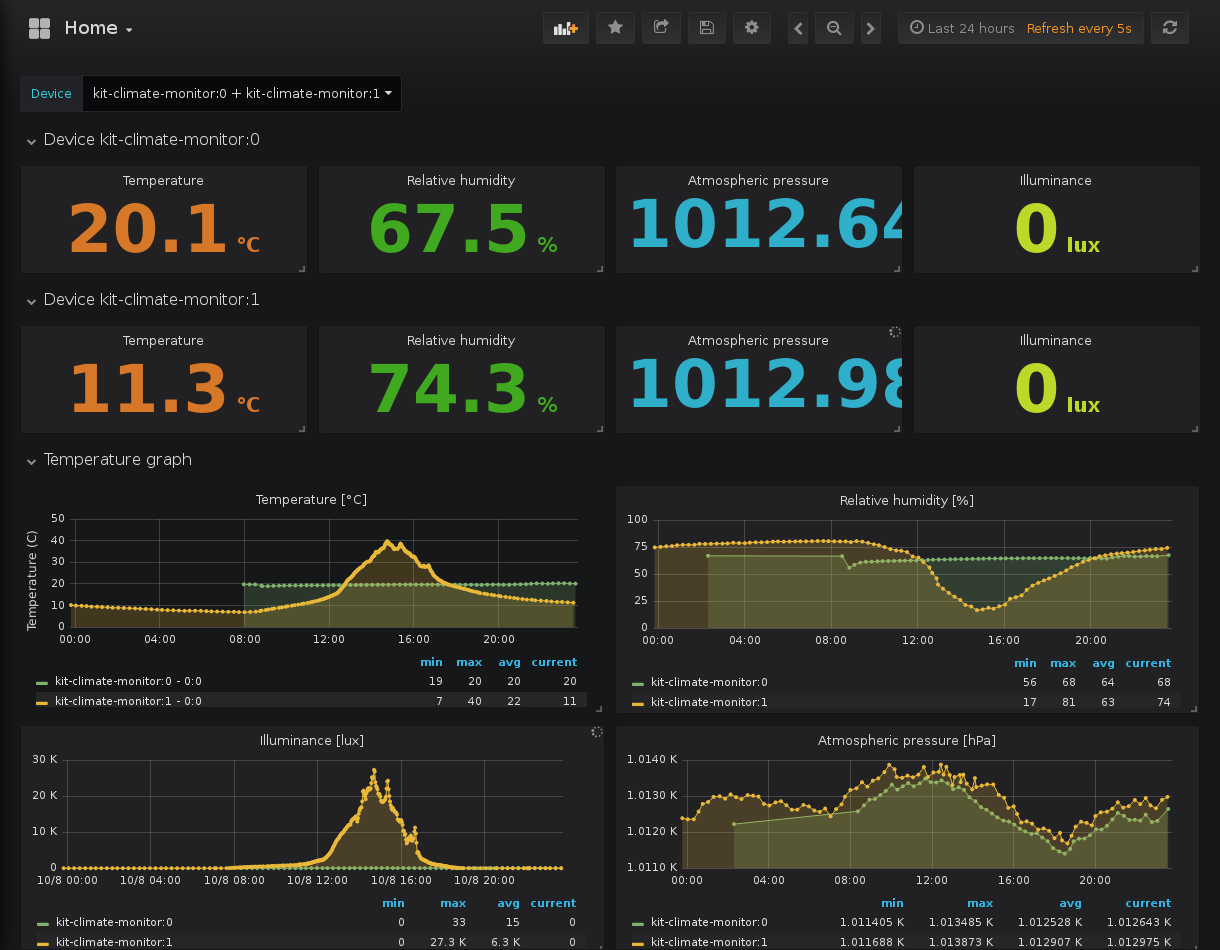 Home
Last 24 hours Refresh every 5s
Device kit-climate-monitor:0 + kit-climate-monitor:1
Device kit-climate-monitor:0
Temperature Relative humidity Atmospheric pressure Illuminance
20.1 °C 67.5 % 1012.64 0 lux
Device kit-climate-monitor:1
Temperature Relative humidity Atmospheric pressure Illuminance
11.3 °C 74.3 % 1012.98 0 lux
Temperature graph
Temperature [°C]
Temperature (C)
50
40
30
20
10
0
00:00 04:00 08:00 12:00 16:00 20:00
min max avg current
kit-climate-monitor:0 - 0:0 19 20 20 20
kit-climate-monitor:1 - 0:0 7 40 22 11
Relative humidity [%]
100
75
50
25
0
00:00 04:00 08:00 12:00 16:00 20:00
min max avg current
kit-climate-monitor:0 56 68 64 68
kit-climate-monitor:1 17 81 63 74
Illuminance [lux]
30 K
20 K
10 K
0
10/8 00:00 10/8 04:00 10/8 08:00 10/8 12:00 10/8 16:00 10/8 20:00
min max avg current
kit-climate-monitor:0 0 33 15 0
kit-climate-monitor:1 0 27.3 K 6.3 K 0
Atmospheric pressure [hPa]
1.0140 K
1.0130 K
1.0120 K
1.0110 K
00:00 04:00 08:00 12:00 16:00 20:00
min max avg current
kit-climate-monitor:0 1.011405 K 1.013485 K 1.012528 K 1.012643 K
kit-climate-monitor:1 1.011688 K 1.013873 K 1.012907 K 1.012975 K